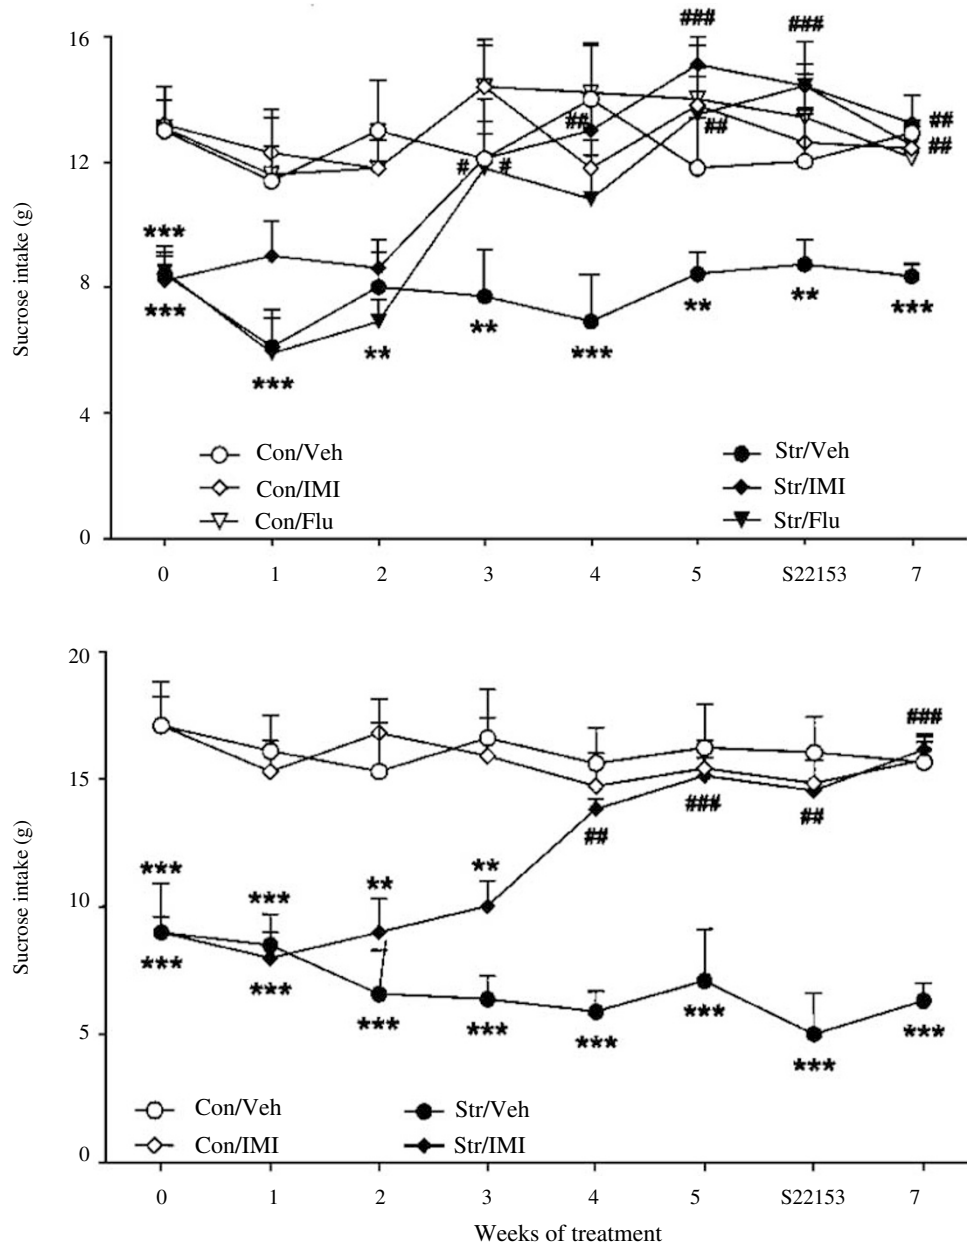 ###
###
16
##
##
##
##
12
#
#
***
Sucrose intake (g)
8
***
**
**
***
**
**
***
***
4
Con/Veh
Str/Veh
Con/IMI
Str/IMI
Con/Flu
Str/Flu
0
0 1 2 3 4 5 S22153 7
20
###
15
###
##
##
***
***
**
**
10
Sucrose intake (g)
***
***
***
***
***
***
***
***
5
Con/Veh
Str/Veh
Con/IMI
Str/IMI
0
0 1 2 3 4 5 S22153 7
Weeks of treatment